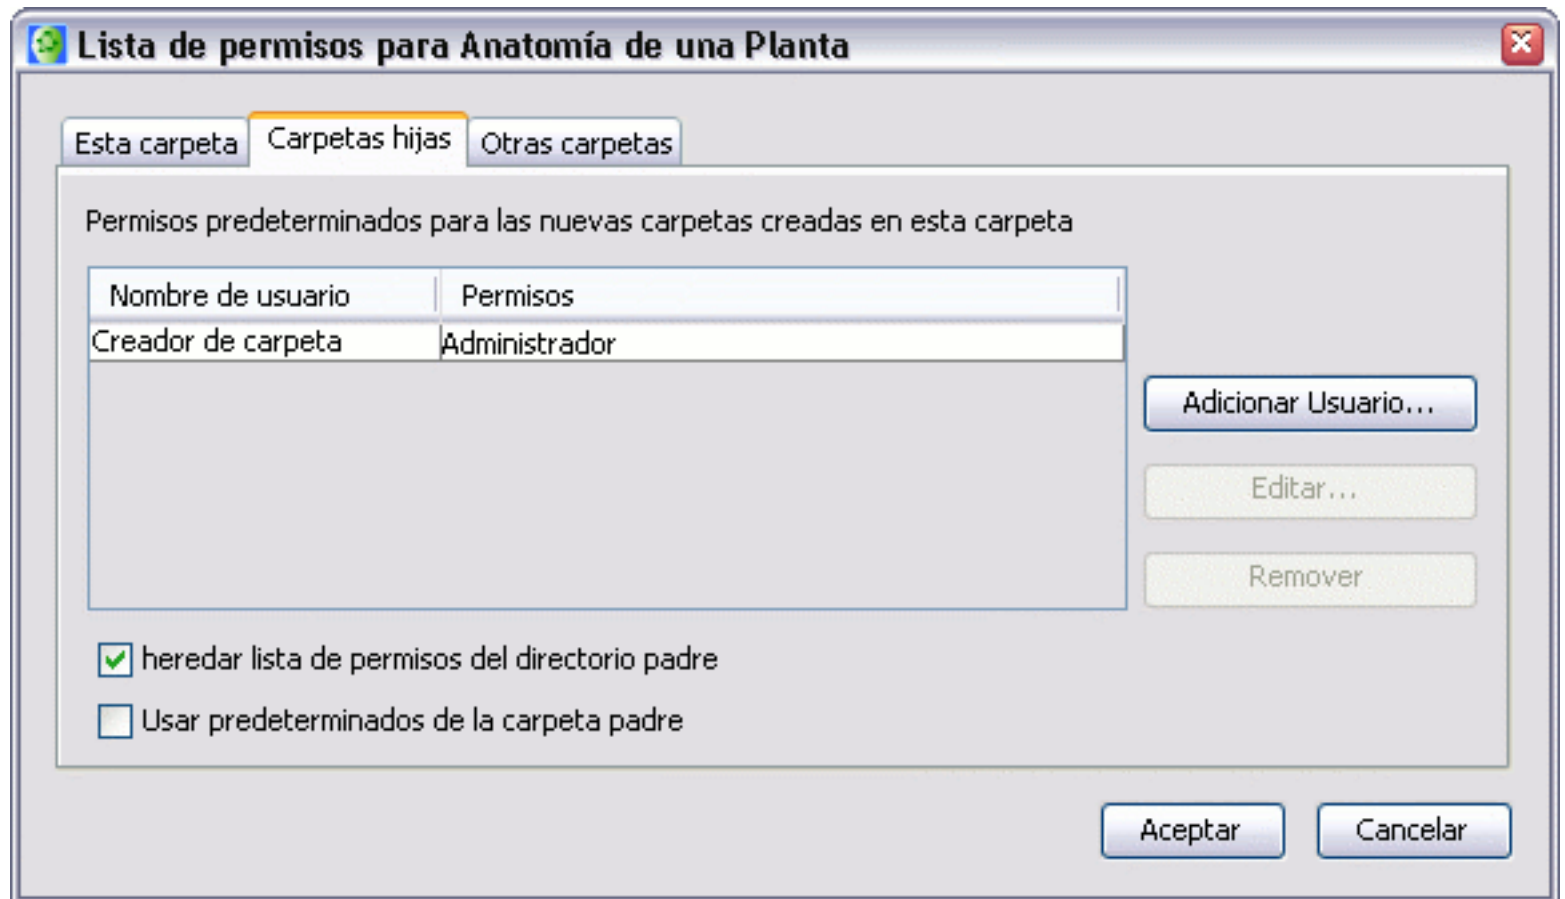 Lista de permisos para Anatomía de una Planta
Esta carpeta Carpetas hijas Otras carpetas
Permisos predeterminados para las nuevas carpetas creadas en esta carpeta
Nombre de usuario Permisos
Creador de carpeta Administrador
Adicionar Usuario...
Editar...
Remover
heredar lista de permisos del directorio padre
Usar predeterminados de la carpeta padre
Aceptar Cancelar